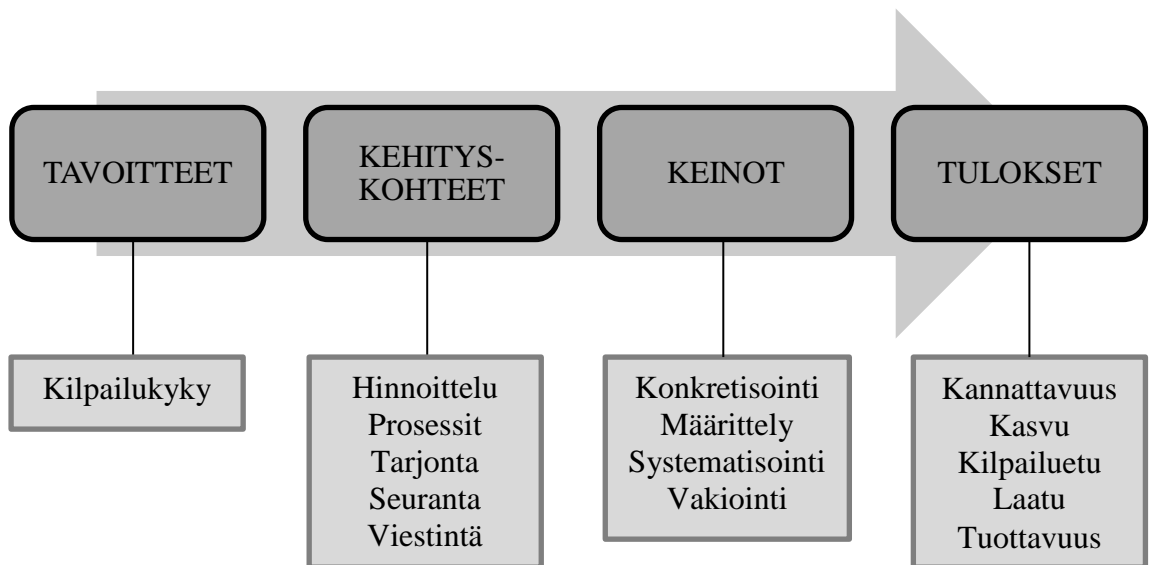 TAVOITTEET
KEHITYS-
KOHTEET
KEINOT
TULOKSET
Kilpailukyky
Hinnoittelu
Prosessit
Tarjonta
Seuranta
Viestintä
Konkretisointi
Määrittely
Systematisointi
Vakiointi
Kannattavuus
Kasvu
Kilpailuetu
Laatu
Tuottavuus